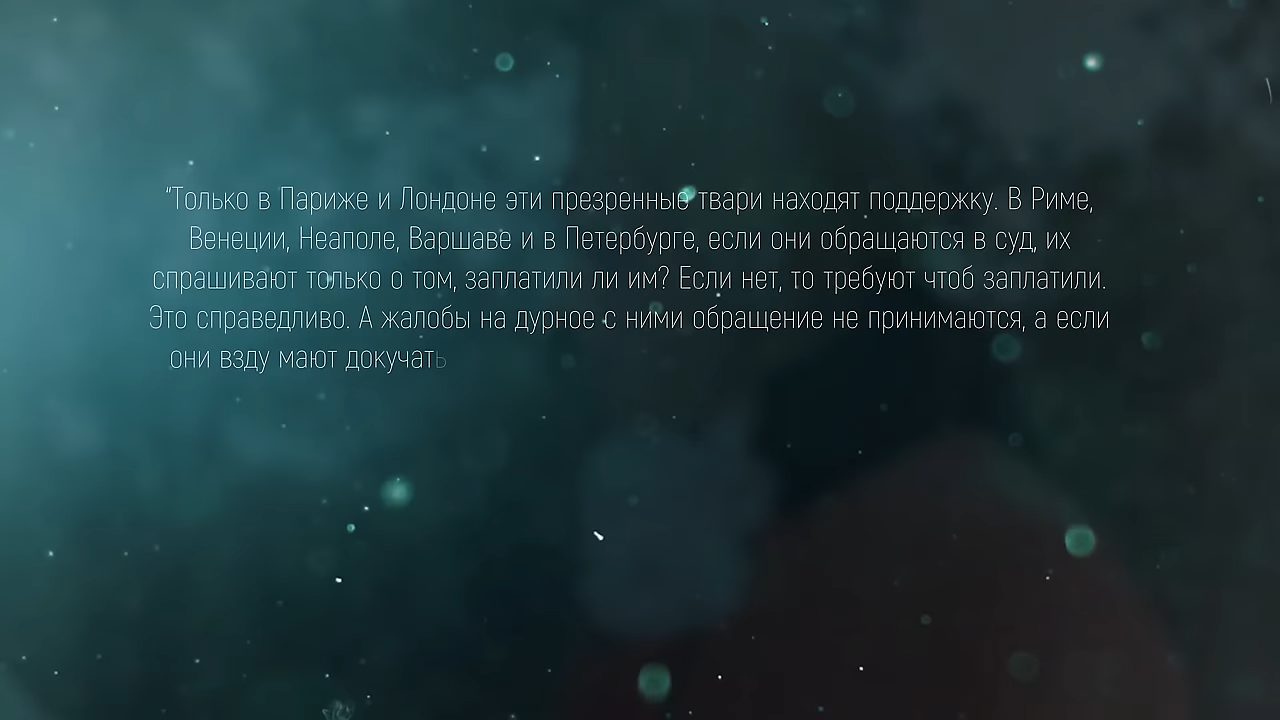 “Только в Париже и Лондоне эти презренные твари находят поддержку. В Риме,
Венеции, Неаполе, Варшаве и в Петербурге, если они обращаются в суд, их
спрашивают только о том, заплатили ли им? Если нет, то требуют чтоб заплатили.
Это справедливо. А жалобы на дурное с ними обращение не принимаются, а если
они взду мают докучать